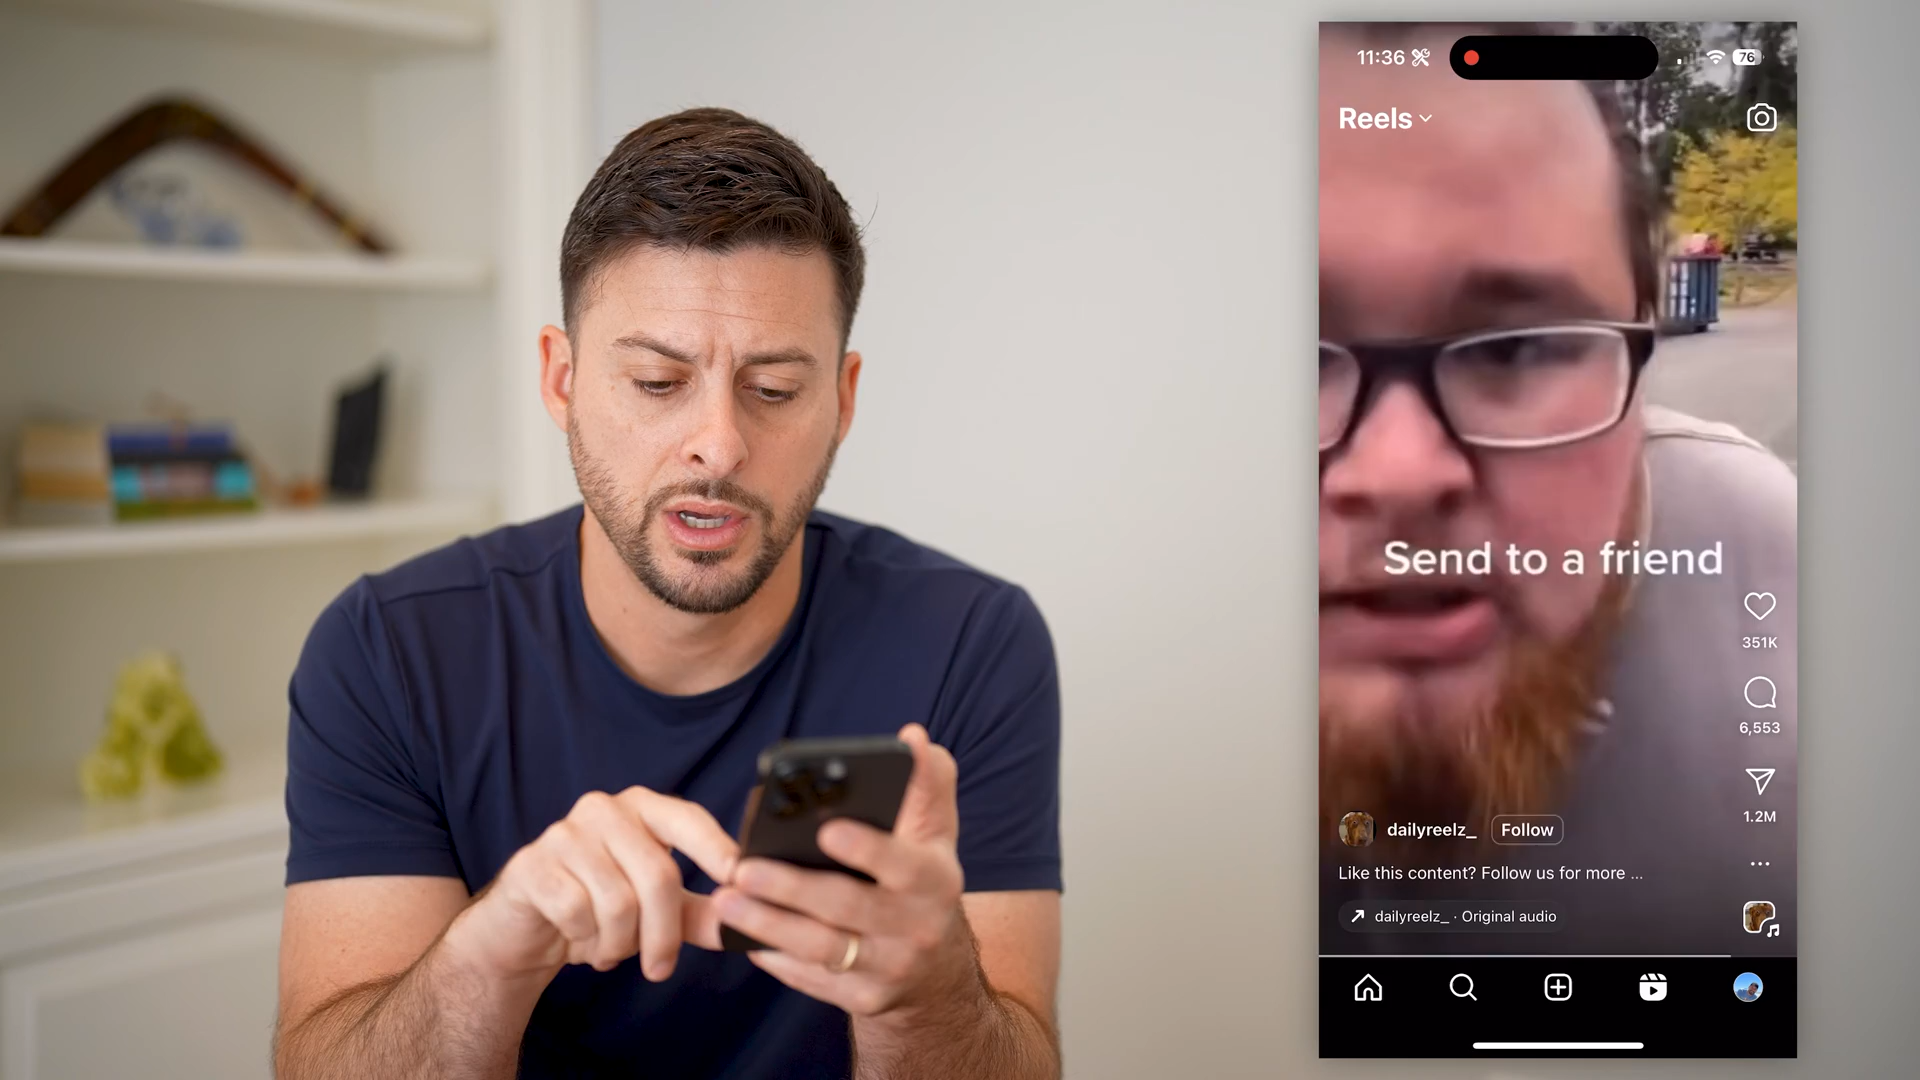 11:36
76
Reels
Send to a friend
351K
6,553
1.2M
dailyreelz_ Follow
Like this content? Follow us for more ...
dailyreelz_ · Original audio